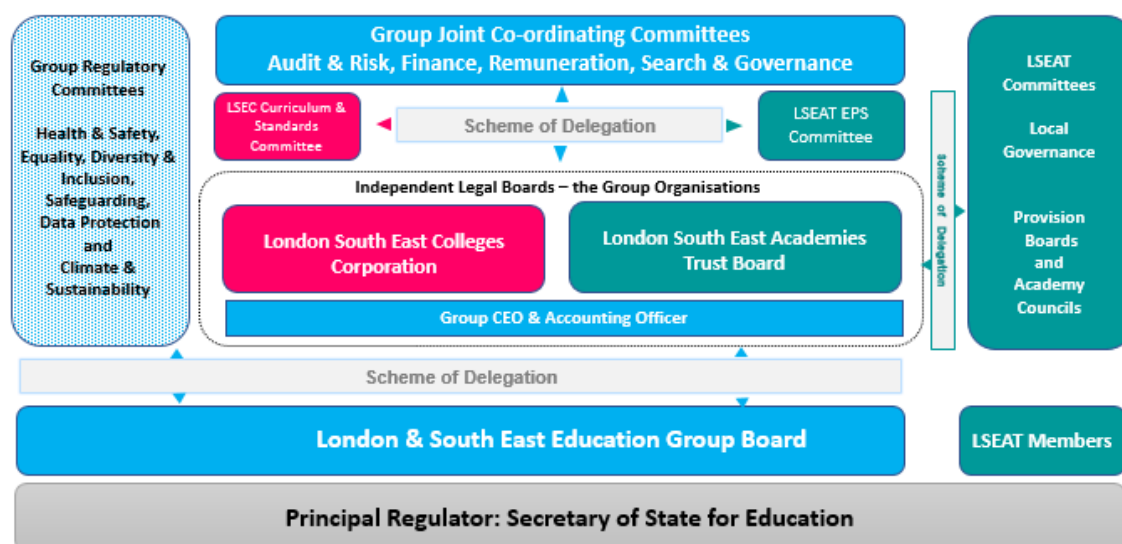 Group Regulatory
Committees
Health & Safety,
Equality, Diversity &
Inclusion,
Safeguarding,
Data Protection
and
Climate &
Sustainability
Group Joint Co-ordinating Committees
Audit & Risk, Finance, Remuneration, Search & Governance
LSEC Curriculum &
Standards
Committee
Scheme of Delegation
LSEAT EPS
Committee
Independent Legal Boards – the Group Organisations
London South East Colleges
Corporation
London South East Academies
Trust Board
Group CEO & Accounting Officer
Scheme of Delegation
LSEAT
Committees
Local
Governance
Provision
Boards
and
Academy
Councils
Scheme of Delegation
London & South East Education Group Board
LSEAT Members
Principal Regulator: Secretary of State for Education